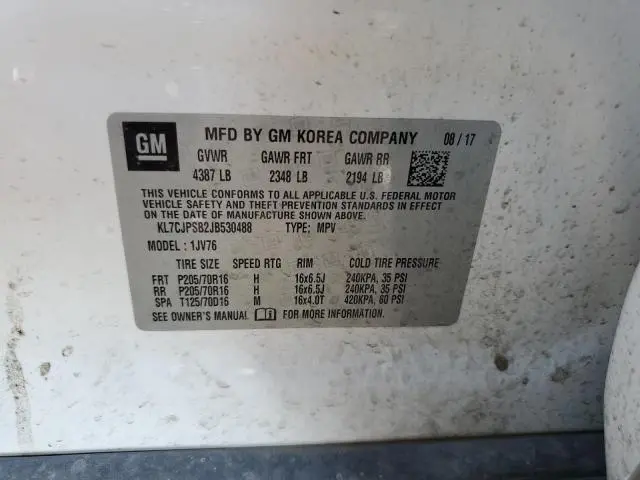 GM MFD BY GM KOREA COMPANY 08 / 17
GVWR GAWR FRT GAWR RR
4387 LB 2348 LB 2194 LB
THIS VEHICLE CONFORMS TO ALL APPLICABLE U.S. FEDERAL MOTOR
VEHICLE SAFETY AND THEFT PREVENTION STANDARDS IN EFFECT ON THE
DATE OF MANUFACTURE SHOWN ABOVE.
KL7CJPSB2JB530488 TYPE: MPV
MODEL : 1JV76
TIRE SIZE SPEED RTG RIM COLD TIRE PRESSURE
FRT P205/70R16 H 16x6.5J 240KPA, 35 PSI
RR P205/70R16 H 16x6.5J 240KPA, 35 PSI
SPA T125/70D16 M 16x4.0T 420KPA, 60 PSI
SEE OWNER'S MANUAL FOR MORE INFORMATION.